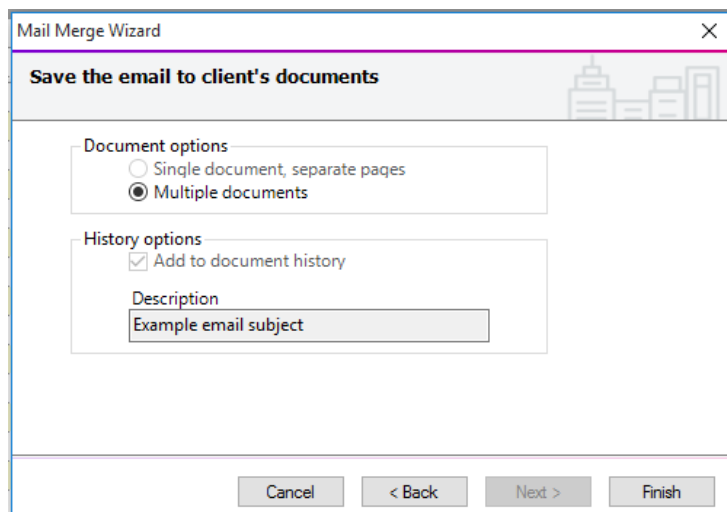 Mail Merge Wizard
Save the email to client's documents
Document options
Single document, separate pages
Multiple documents
History options
Add to document history
Description
Example email subject
Cancel
< Back
Next >
Finish